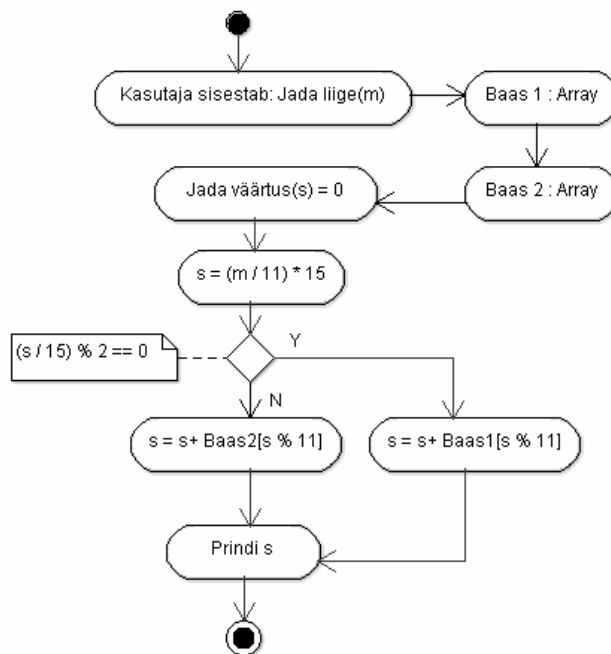 Kasutaja sisestab: Jada liige(m)
Baas 1 : Array
Baas 2 : Array
Jada väärtus(s) = 0
s = (m / 11) * 15
(s / 15) % 2 == 0
Y
N
s = s+ Baas2[s % 11]
s = s+ Baas1[s % 11]
Prindi s